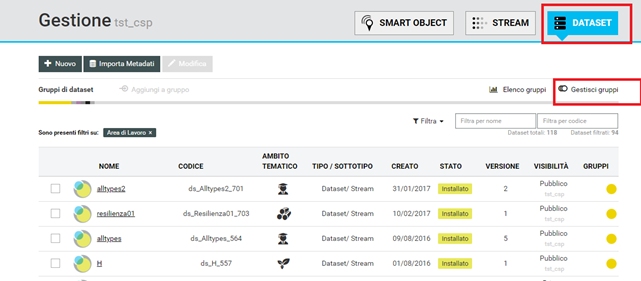 Gestione tst_csp
SMART OBJECT STREAM DATASET
+ Nuovo Importa Metadati Modifica
Gruppi di dataset Aggiungi a gruppo Elenco gruppi Gestisci gruppi
Filtra Filtra per nome Filtra per codice
Sono presenti filtri su: Area di Lavoro × Dataset totali: 118 Dataset filtrati: 94
NOME CODICE AMBITO TEMATICO TIPO / SOTTOTIPO CREATO STATO VERSIONE VISIBILITÀ GRUPPI
alltypes2 ds_Alltypes2_701 Dataset/ Stream 31/01/2017 Installato 2 Pubblico
tst_csp
resilienza01 ds_Resilienza01_703 Dataset/ Stream 10/02/2017 Installato 1 Pubblico
tst_csp
alltypes ds_Alltypes_564 Dataset/ Stream 09/08/2016 Installato 5 Pubblico
tst_csp
H ds_H_557 Dataset/ Stream 01/08/2016 Installato 1 Pubblico
tst_csp